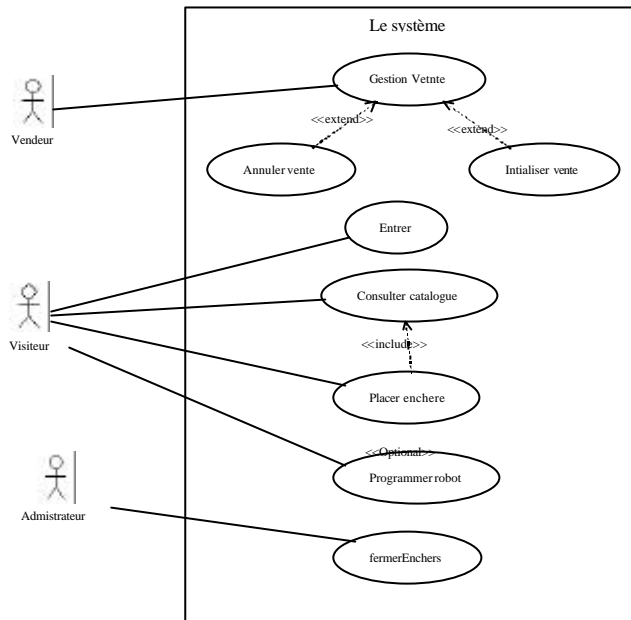 Le système
Gestion Vetnte
Vendeur
<<extend>>
<<extend>>
Annuler vente
Intialiser vente
Entrer
Consulter catalogue
Visiteur
<<include>>
Placer enchere
<<Optional>>
Programmer robot
Admistrateur
fermerEnchers